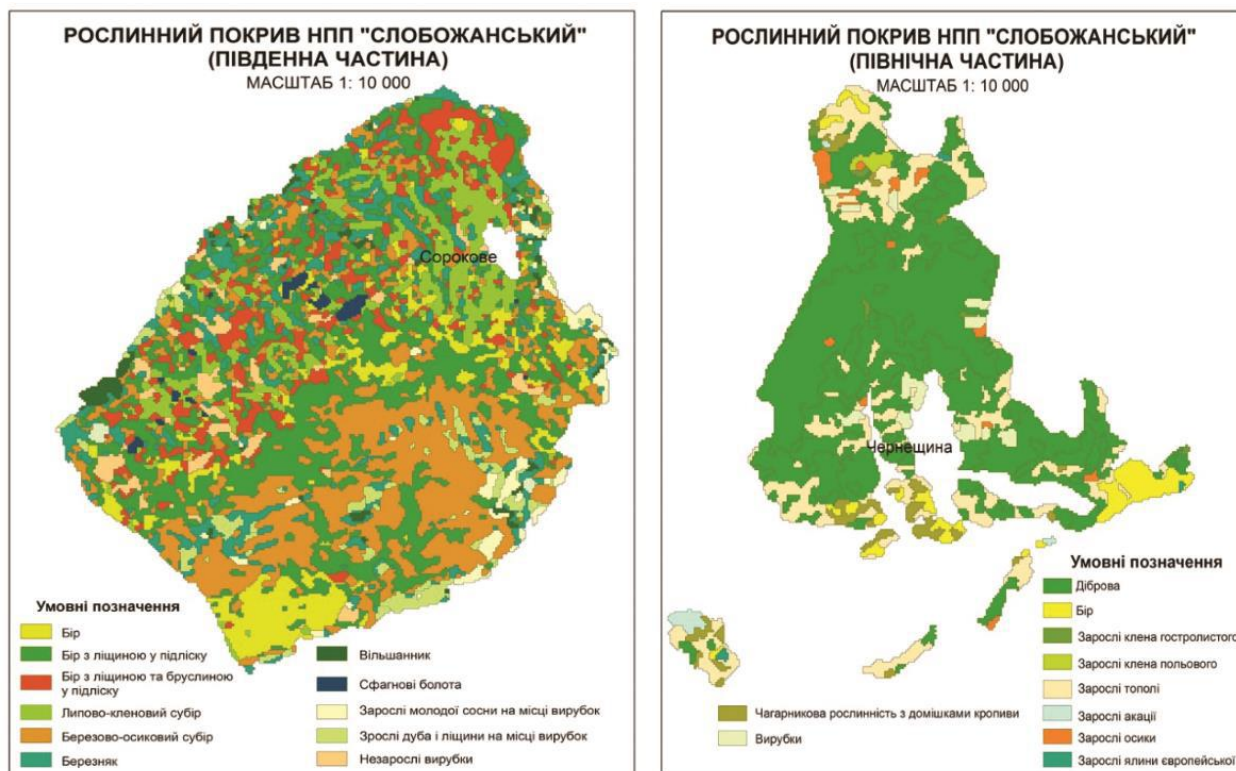 РОСЛИННИЙ ПОКРИВ НПП "СЛОБОЖАНСЬКИЙ"
(ПІВДЕННА ЧАСТИНА)
МАСШТАБ 1: 10 000
Сорокове
Умовні позначення
Бір
Бір з ліщиною у підліску
Бір з ліщиною та бруслиною
у підліску
Липово-кленовий субір
Березово-осиковий субір
Березняк
Вільшанник
Сфагнові болота
Зарослі молодої сосни на місці вирубок
Зрослі дуба і ліщини на місці вирубок
Незарослі вирубки
РОСЛИННИЙ ПОКРИВ НПП "СЛОБОЖАНСЬКИЙ"
(ПІВНІЧНА ЧАСТИНА)
МАСШТАБ 1: 10 000
Чернещина
Умовні позначення
Діброва
Бір
Зарослі клена гостролистого
Зарослі клена польового
Зарослі тополі
Зарослі акації
Зарослі осики
Зарослі ялини європейської
Чагарникова рослинність з домішками кропиви
Вирубки